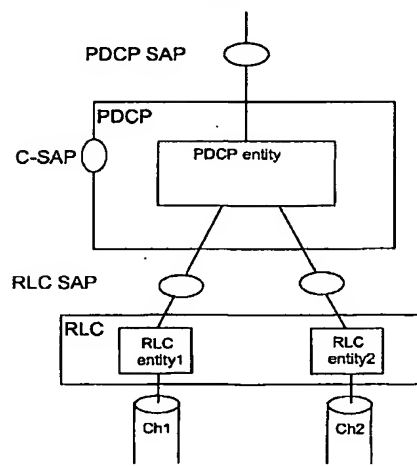 PDCP SAP
PDCP
C-SAP
PDCP entity
RLC SAP
RLC
RLC
entity1
RLC
entity2
Ch1
Ch2